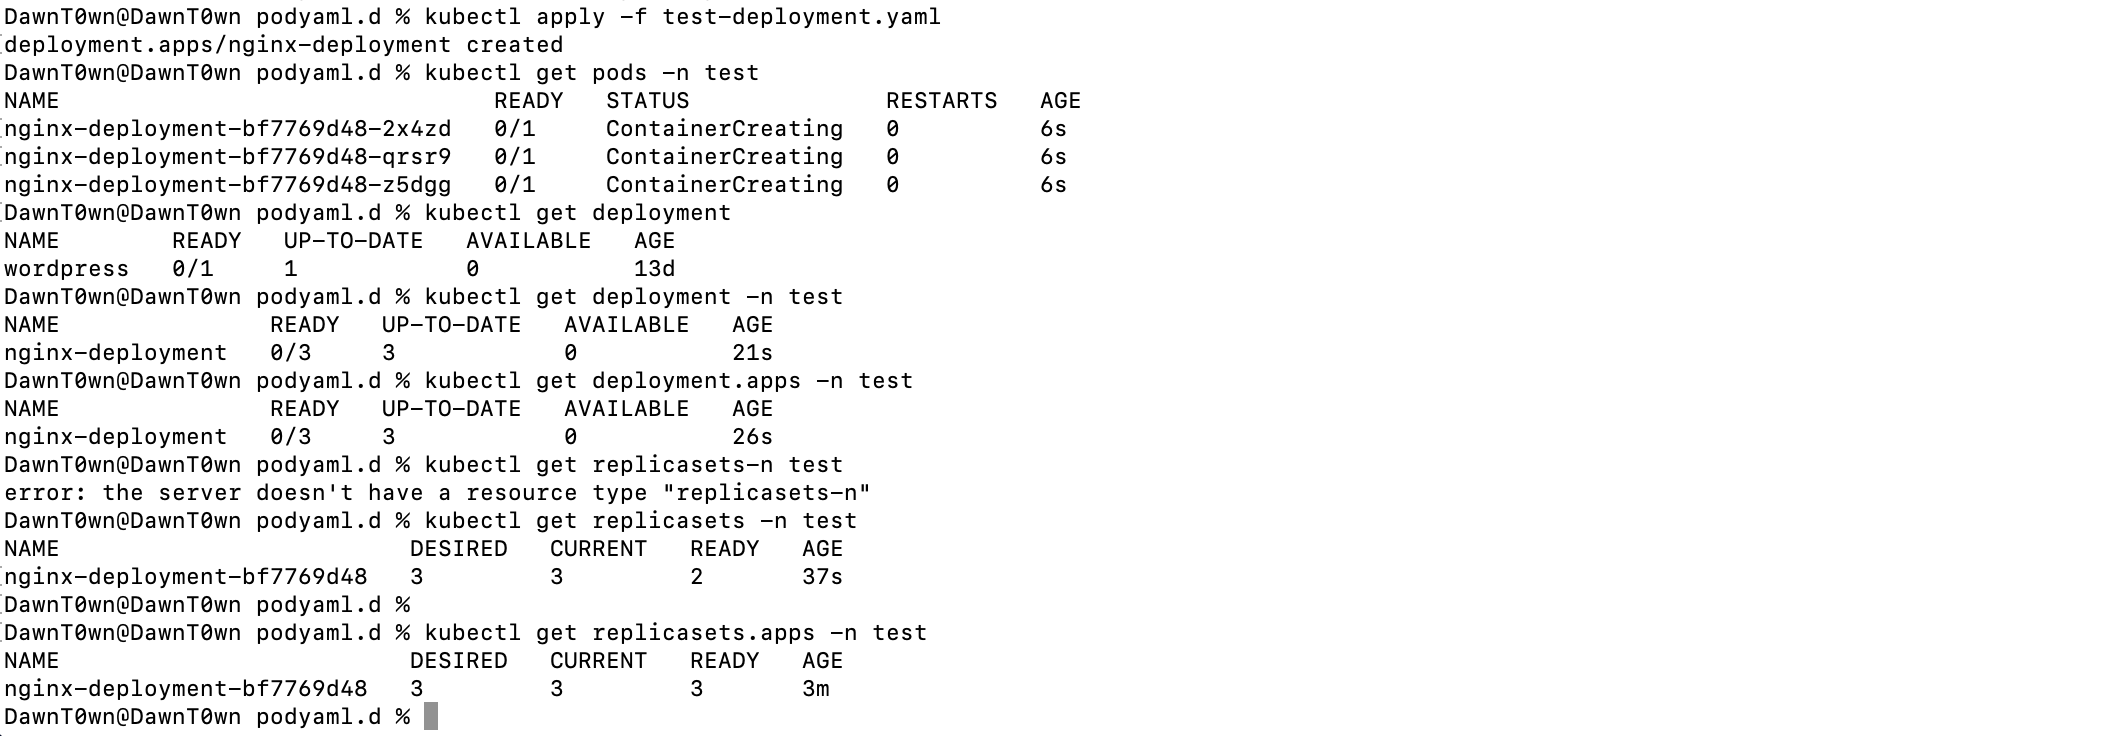 DawnT0wn@DawnT0wn podyaml.d % kubectl apply -f test-deployment.yaml
deployment.apps/nginx-deployment created
DawnT0wn@DawnT0wn podyaml.d % kubectl get pods -n test
NAME                               READY   STATUS              RESTARTS   AGE
nginx-deployment-bf7769d48-2x4zd   0/1     ContainerCreating   0          6s
nginx-deployment-bf7769d48-qrsr9   0/1     ContainerCreating   0          6s
nginx-deployment-bf7769d48-z5dgg   0/1     ContainerCreating   0          6s
DawnT0wn@DawnT0wn podyaml.d % kubectl get deployment
NAME        READY   UP-TO-DATE   AVAILABLE   AGE
wordpress   0/1     1            0           13d
DawnT0wn@DawnT0wn podyaml.d % kubectl get deployment -n test
NAME               READY   UP-TO-DATE   AVAILABLE   AGE
nginx-deployment   0/3     3            0           21s
DawnT0wn@DawnT0wn podyaml.d % kubectl get deployment.apps -n test
NAME               READY   UP-TO-DATE   AVAILABLE   AGE
nginx-deployment   0/3     3            0           26s
DawnT0wn@DawnT0wn podyaml.d % kubectl get replicasets-n test
error: the server doesn't have a resource type "replicasets-n"
DawnT0wn@DawnT0wn podyaml.d % kubectl get replicasets -n test
NAME                         DESIRED   CURRENT   READY   AGE
nginx-deployment-bf7769d48   3         3         2       37s
DawnT0wn@DawnT0wn podyaml.d %
DawnT0wn@DawnT0wn podyaml.d % kubectl get replicasets.apps -n test
NAME                         DESIRED   CURRENT   READY   AGE
nginx-deployment-bf7769d48   3         3         3       3m
DawnT0wn@DawnT0wn podyaml.d %